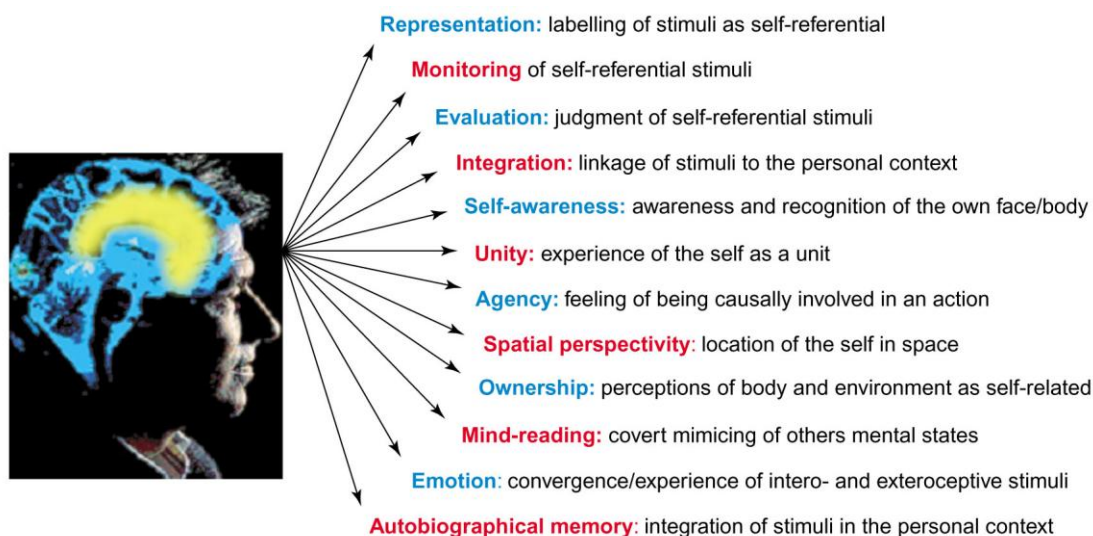 Representation: labelling of stimuli as self-referential
Monitoring of self-referential stimuli
Evaluation: judgment of self-referential stimuli
Integration: linkage of stimuli to the personal context
Self-awareness: awareness and recognition of the own face/body
Unity: experience of the self as a unit
Agency: feeling of being causally involved in an action
Spatial perspectivity: location of the self in space
Ownership: perceptions of body and environment as self-related
Mind-reading: covert mimicing of others mental states
Emotion: convergence/experience of intero- and exteroceptive stimuli
Autobiographical memory: integration of stimuli in the personal context